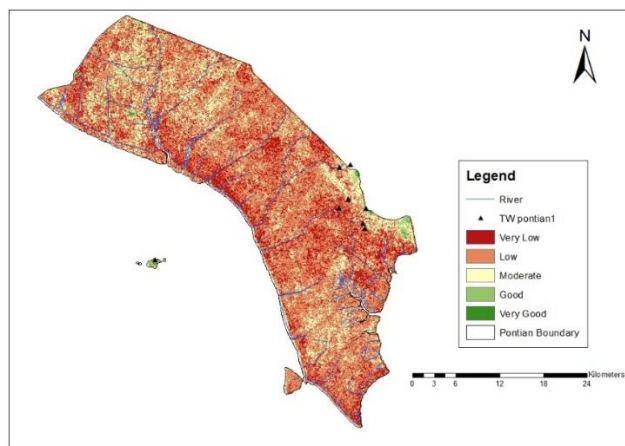 N
Legend
River
TW pontian1
Very Low
Low
Moderate
Good
Very Good
Pontian Boundary
Kilometers
0 3 6 12 18 24